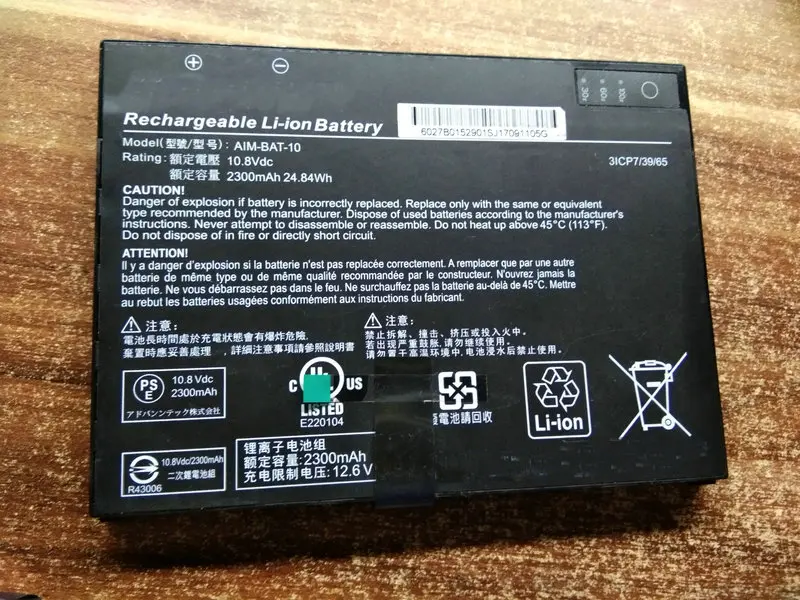 30x 60x 100x
Rechargeable Li-ion Battery
6027B0152901SJ17091105G
Model(型號/型号): AIM-BAT-10
Rating: 額定電壓 10.8Vdc
額定容量 2300mAh 24.84Wh
3ICP7/39/65
CAUTION!
Danger of explosion if battery is incorrectly replaced. Replace only with the same or equivalent
type recommended by the manufacturer. Dispose of used batteries according to the manufacturer's
instructions. Never attempt to disassemble or reassemble. Do not heat up above 45°C (113°F).
Do not dispose of in fire or directly short circuit.
ATTENTION!
Il y a danger d'explosion si la batterie n'est pas replacée correctement. A remplacer que par une autre
batterie de même type ou de même qualité recommandée par le constructeur. N'ouvrez jamais la
batterie. Ne vous débarrassez pas dans le feu. Ne surchauffez pas la batterie au-delà de 45°C. Mettre
au rebut les batteries usagées conformément aux instructions du fabricant.
注意:
電池長時間處於充電狀態會有爆炸危險.
棄置時應妥善處理, 詳細注意事項請參照說明書
注意:
禁止拆解、撞击、挤压或投入火中。
若出现严重鼓胀,请勿继续使用。
请勿置于高温环境中,电池浸水后禁止使用。
PS
E
10.8 Vdc
2300mAh
アドバンテック株式会社
C UL US
LISTED
E220104
廢電池請回收
Li-ion
R43006
10.8Vdc/2300mAh
二次鋰電池組
锂离子电池组
额定容量:2300mAh
充电限制电压:12.6V